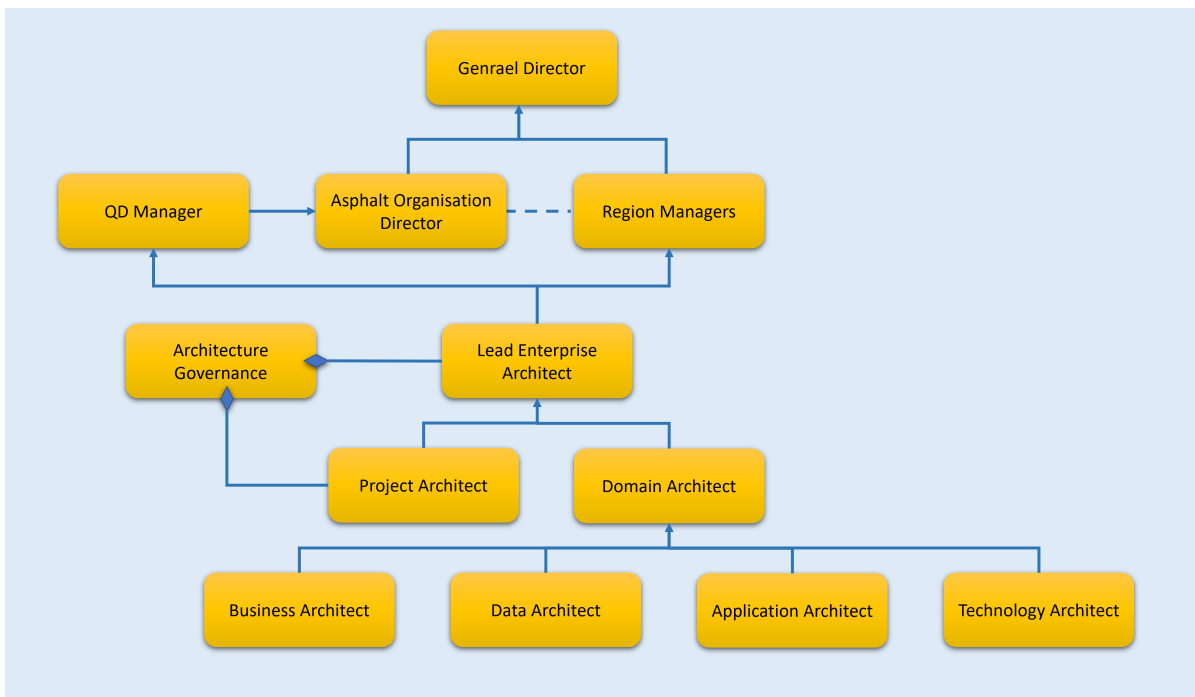 Genrael Director
QD Manager
Asphalt Organisation
Director
Region Managers
Architecture
Governance
Lead Enterprise
Architect
Project Architect
Domain Architect
Business Architect
Data Architect
Application Architect
Technology Architect